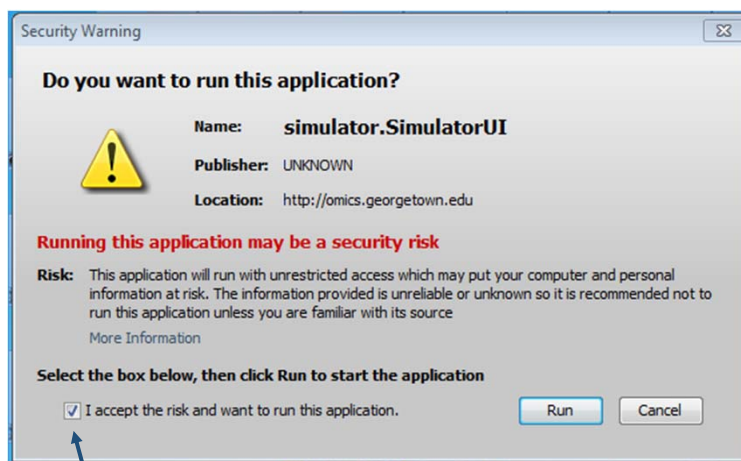 Security Warning
Do you want to run this application?
Name: simulator.SimulatorUI
Publisher: UNKNOWN
Location: http://omics.georgetown.edu
Running this application may be a security risk
Risk: This application will run with unrestricted access which may put your computer and personal
information at risk. The information provided is unreliable or unknown so it is recommended not to
run this application unless you are familiar with its source
More Information
Select the box below, then click Run to start the application
I accept the risk and want to run this application. Run Cancel